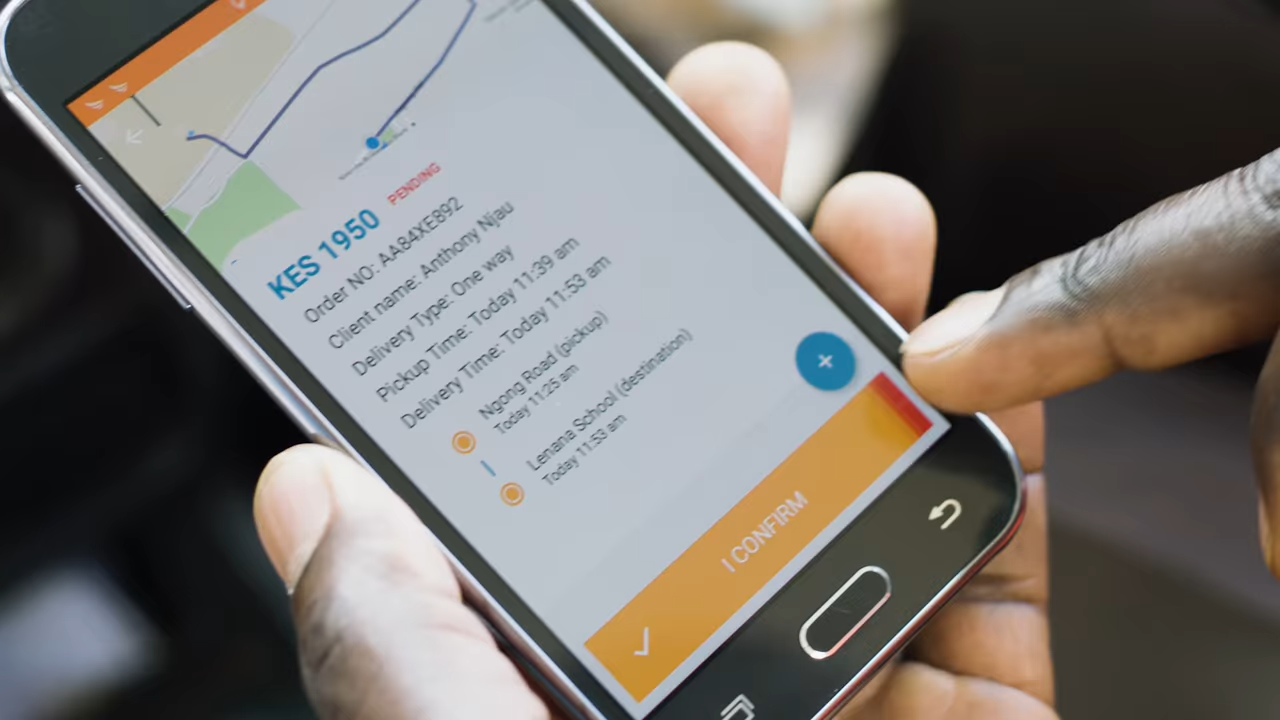 KES 1950 PENDING
Order NO: AA84XE892
Client name: Anthony Njau
Delivery Type: One way
Pickup Time: Today 11:39 am
Delivery Time: Today 11:53 am
Ngong Road (pickup)
Today 11:25 am
Lenana School (destination)
Today 11:53 am
+
I CONFIRM